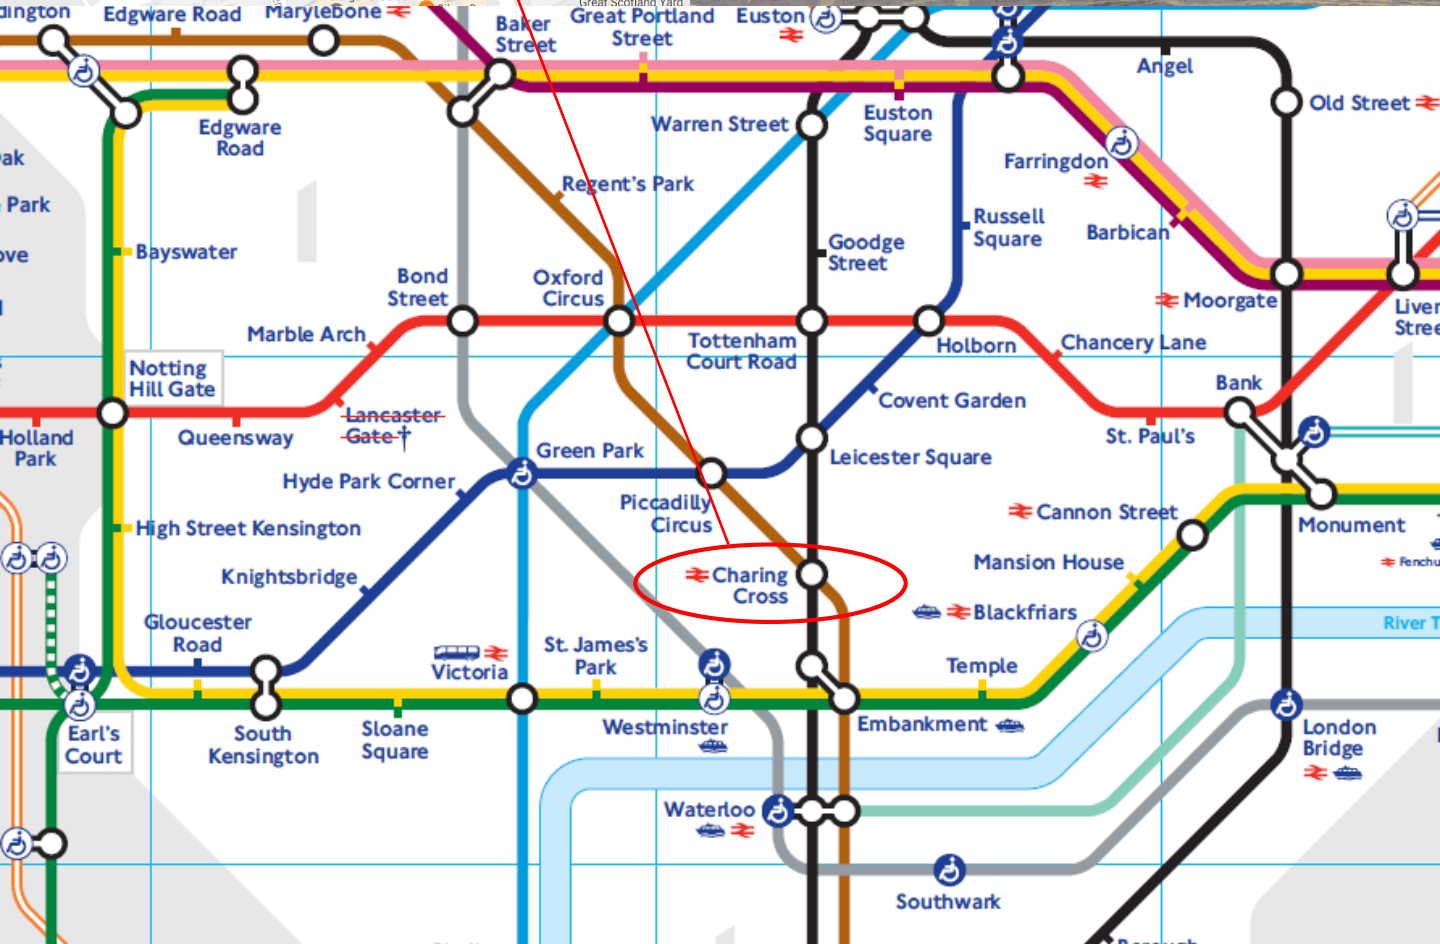 Great Scotland Yard
Edgware Road
Marylebone
Baker
Street
Great Portland
Street
Euston
Angel
Old Street
Edgware
Road
Warren Street
Euston
Square
Farringdon
Park
Regent's Park
Russell
Square
Barbican
Bayswater
Goodge
Street
Bond
Street
Oxford
Circus
Moorgate
Marble Arch
Tottenham
Court Road
Holborn
Chancery Lane
Notting
Hill Gate
Bank
Lancaster
Gate†
Covent Garden
Holland
Park
Queensway
St. Paul's
Green Park
Leicester Square
Hyde Park Corner
Piccadilly
Circus
Cannon Street
High Street Kensington
Monument
Mansion House
Knightsbridge
Charing
Cross
Blackfriars
Gloucester
Road
St. James's
Park
Victoria
Temple
Earl's
Court
South
Kensington
Sloane
Square
Westminster
Embankment
London
Bridge
Waterloo
Southwark